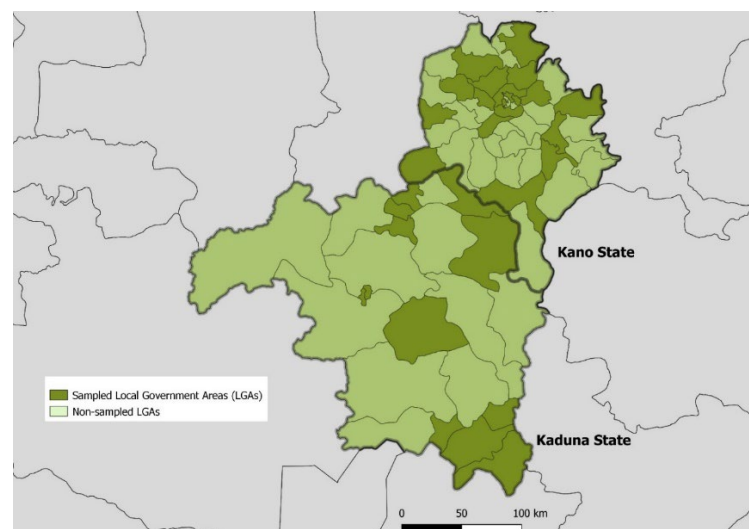 Kano State
Sampled Local Government Areas (LGAs)
Non-sampled LGAs
Kaduna State
0 50 100 km